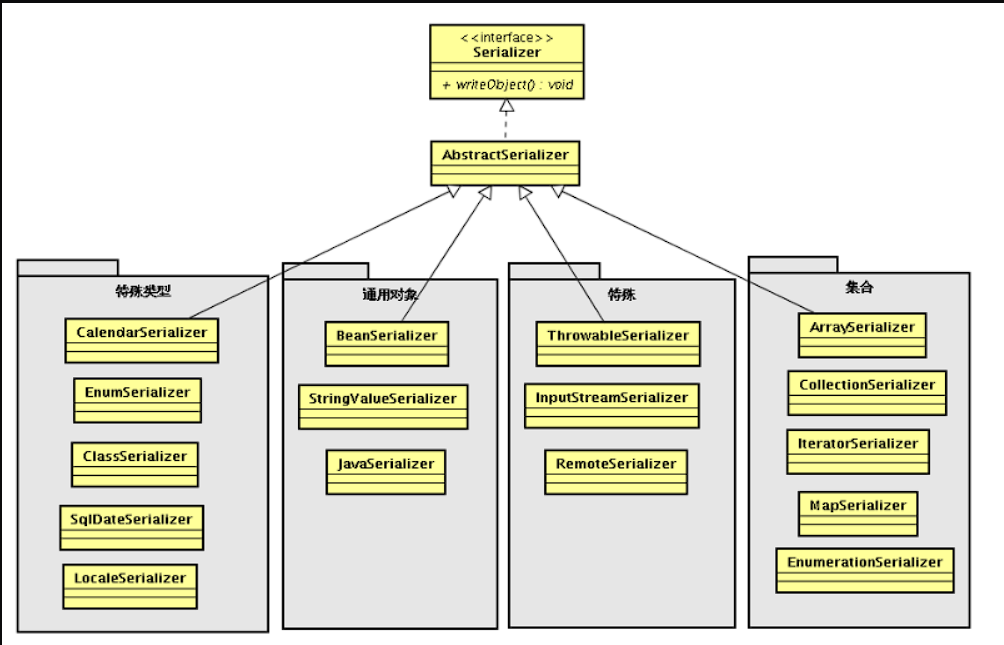 <<interface>>
Serializer
+ writeObject() : void
AbstractSerializer
特殊类型
CalendarSerializer
EnumSerializer
ClassSerializer
SqlDateSerializer
LocaleSerializer
通用对象
BeanSerializer
StringValueSerializer
JavaSerializer
特殊
ThrowableSerializer
InputStreamSerializer
RemoteSerializer
集合
ArraySerializer
CollectionSerializer
IteratorSerializer
MapSerializer
EnumerationSerializer